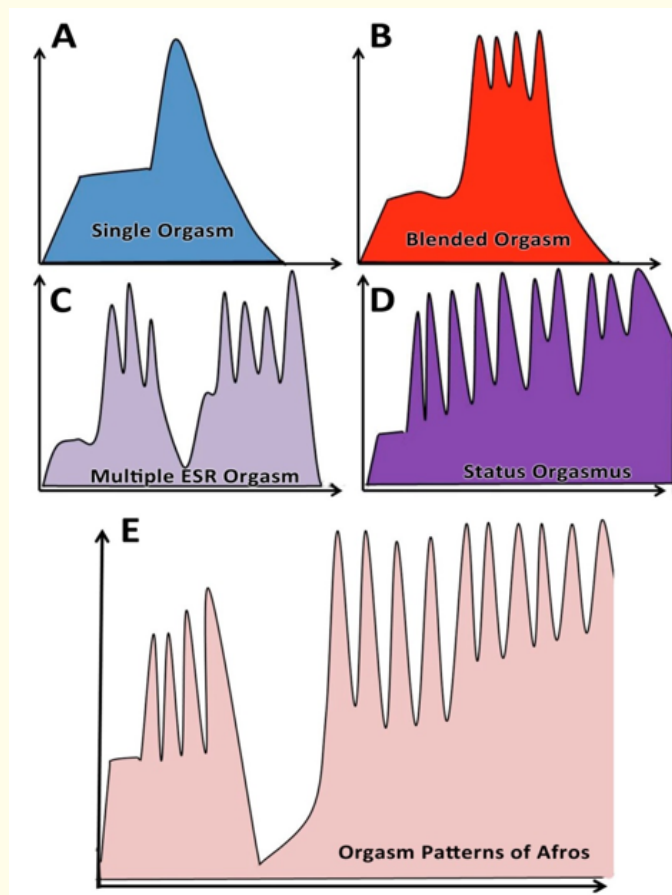 A
Single Orgasm
B
Blended Orgasm
C
Multiple ESR Orgasm
D
Status Orgasmus
E
Orgasm Patterns of Afros